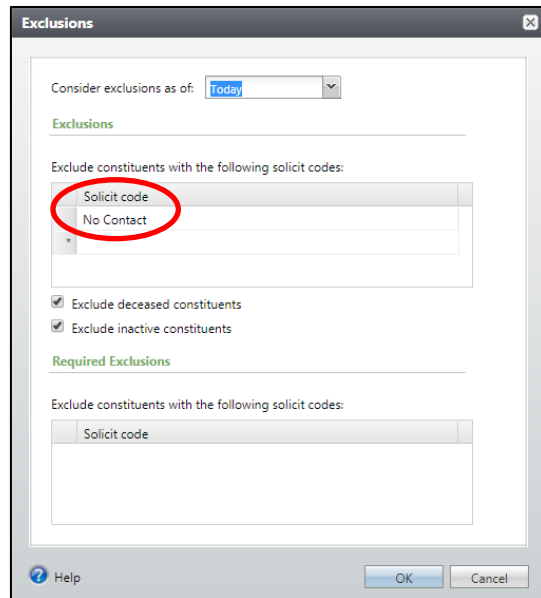 Exclusions
Consider exclusions as of: Today
Exclusions
Exclude constituents with the following solicit codes:
Solicit code
No Contact
*
Exclude deceased constituents
Exclude inactive constituents
Required Exclusions
Exclude constituents with the following solicit codes:
Solicit code
? Help OK Cancel